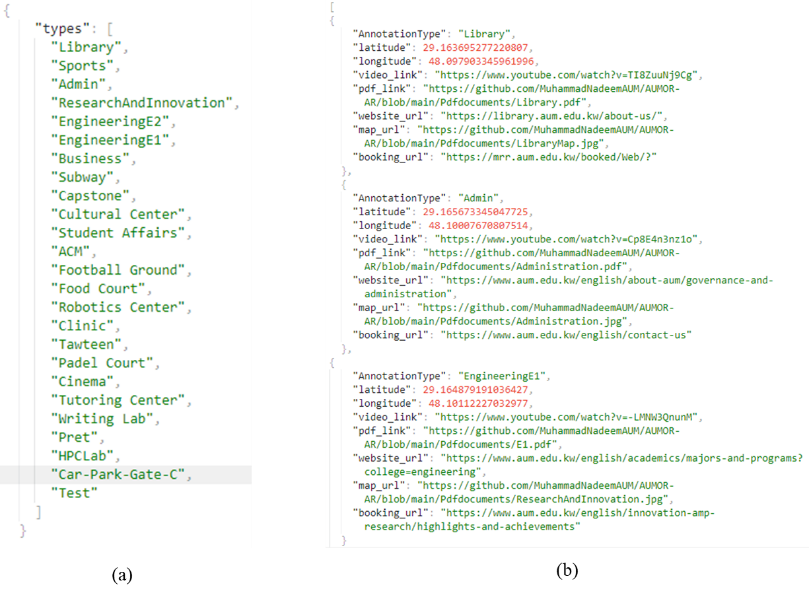 {
"types": [
"Library",
"Sports",
"Admin",
"ResearchAndInnovation",
"EngineeringE2",
"EngineeringE1",
"Business",
"Subway",
"Capstone",
"Cultural Center",
"Student Affairs",
"ACM",
"Football Ground",
"Food Court",
"Robotics Center",
"Clinic",
"Tawteen",
"Padel Court",
"Cinema",
"Tutoring Center",
"Writing Lab",
"Pret",
"HPCLab",
"Car-Park-Gate-C",
"Test"
]
}
(a)
[
{
"AnnotationType": "Library",
"latitude": 29.163695277220807,
"longitude": 48.097903345961996,
"video_link": "https://www.youtube.com/watch?v=TI8ZuuNj9Cg",
"pdf_link": "https://github.com/MuhammadNadeemAUM/AUMOR-
AR/blob/main/Pdfdocuments/Library.pdf",
"website_url": "https://library.aum.edu.kw/about-us/",
"map_url": "https://github.com/MuhammadNadeemAUM/AUMOR-
AR/blob/main/Pdfdocuments/LibraryMap.jpg",
"booking_url": "https://mrr.aum.edu.kw/booked/Web/?"
},
{
"AnnotationType": "Admin",
"latitude": 29.165673345047725,
"longitude": 48.10007670807514,
"video_link": "https://www.youtube.com/watch?v=Cp8E4n3nz1o",
"pdf_link": "https://github.com/MuhammadNadeemAUM/AUMOR-
AR/blob/main/Pdfdocuments/Administration.pdf",
"website_url": "https://www.aum.edu.kw/english/about-aum/governance-and-
administration",
"map_url": "https://github.com/MuhammadNadeemAUM/AUMOR-
AR/blob/main/Pdfdocuments/Administration.jpg",
"booking_url": "https://www.aum.edu.kw/english/contact-us"
},
{
"AnnotationType": "EngineeringE1",
"latitude": 29.164879191036427,
"longitude": 48.10112227032977,
"video_link": "https://www.youtube.com/watch?v=-LMNW3QnunM",
"pdf_link": "https://github.com/MuhammadNadeemAUM/AUMOR-
AR/blob/main/Pdfdocuments/E1.pdf",
"website_url": "https://www.aum.edu.kw/english/academics/majors-and-programs?
college=engineering",
"map_url": "https://github.com/MuhammadNadeemAUM/AUMOR-
AR/blob/main/Pdfdocuments/ResearchAndInnovation.jpg",
"booking_url": "https://www.aum.edu.kw/english/innovation-amp-
research/highlights-and-achievements"
}
(b)